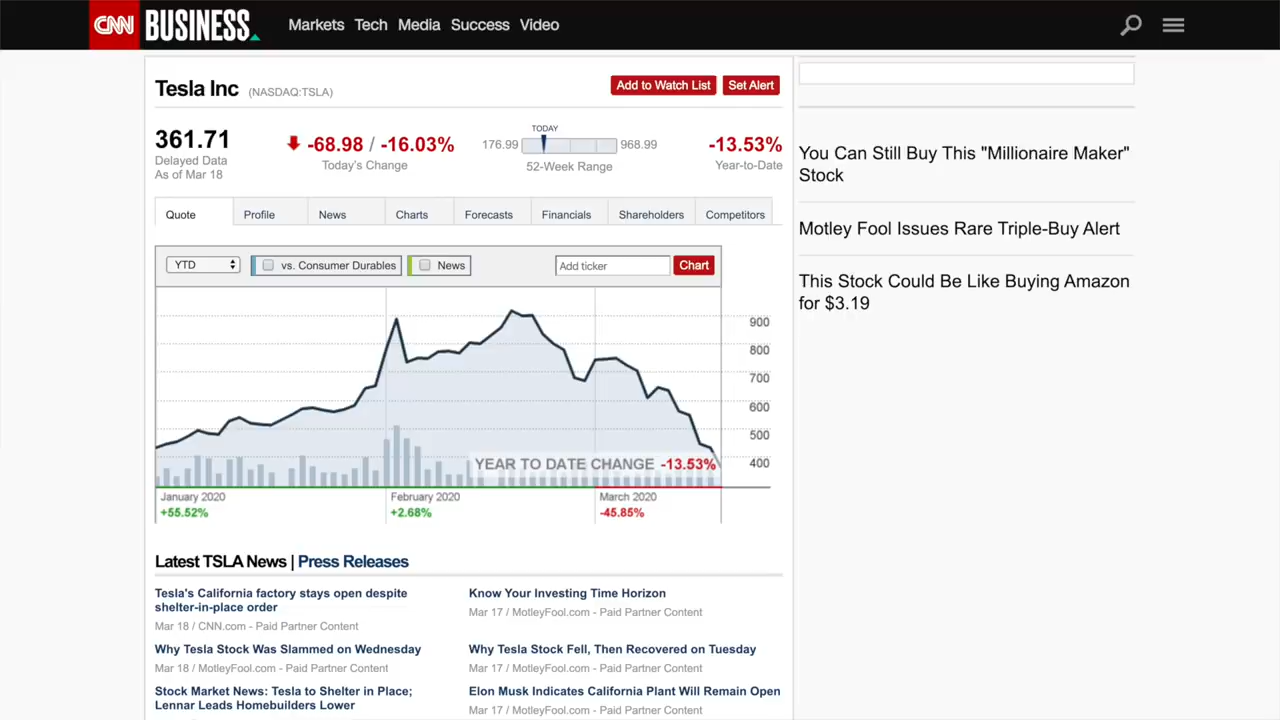 CNN BUSINESS Markets Tech Media Success Video
Tesla Inc (NASDAQ:TSLA) Add to Watch List Set Alert
361.71 -68.98 / -16.03% 176.99 TODAY 968.99 -13.53%
Delayed Data Today's Change 52-Week Range Year-to-Date
As of Mar 18
Quote Profile News Charts Forecasts Financials Shareholders Competitors
YTD vs. Consumer Durables News Add ticker Chart
900
800
700
600
500
400
YEAR TO DATE CHANGE -13.53%
January 2020 February 2020 March 2020
+55.52% +2.68% -45.85%
Latest TSLA News | Press Releases
Tesla's California factory stays open despite
shelter-in-place order
Mar 18 / CNN.com - Paid Partner Content
Why Tesla Stock Was Slammed on Wednesday
Mar 18 / MotleyFool.com - Paid Partner Content
Stock Market News: Tesla to Shelter in Place;
Lennar Leads Homebuilders Lower
Know Your Investing Time Horizon
Mar 17 / MotleyFool.com - Paid Partner Content
Why Tesla Stock Fell, Then Recovered on Tuesday
Mar 17 / MotleyFool.com - Paid Partner Content
Elon Musk Indicates California Plant Will Remain Open
Mar 17 / MotleyFool.com - Paid Partner Content
You Can Still Buy This "Millionaire Maker"
Stock
Motley Fool Issues Rare Triple-Buy Alert
This Stock Could Be Like Buying Amazon
for $3.19